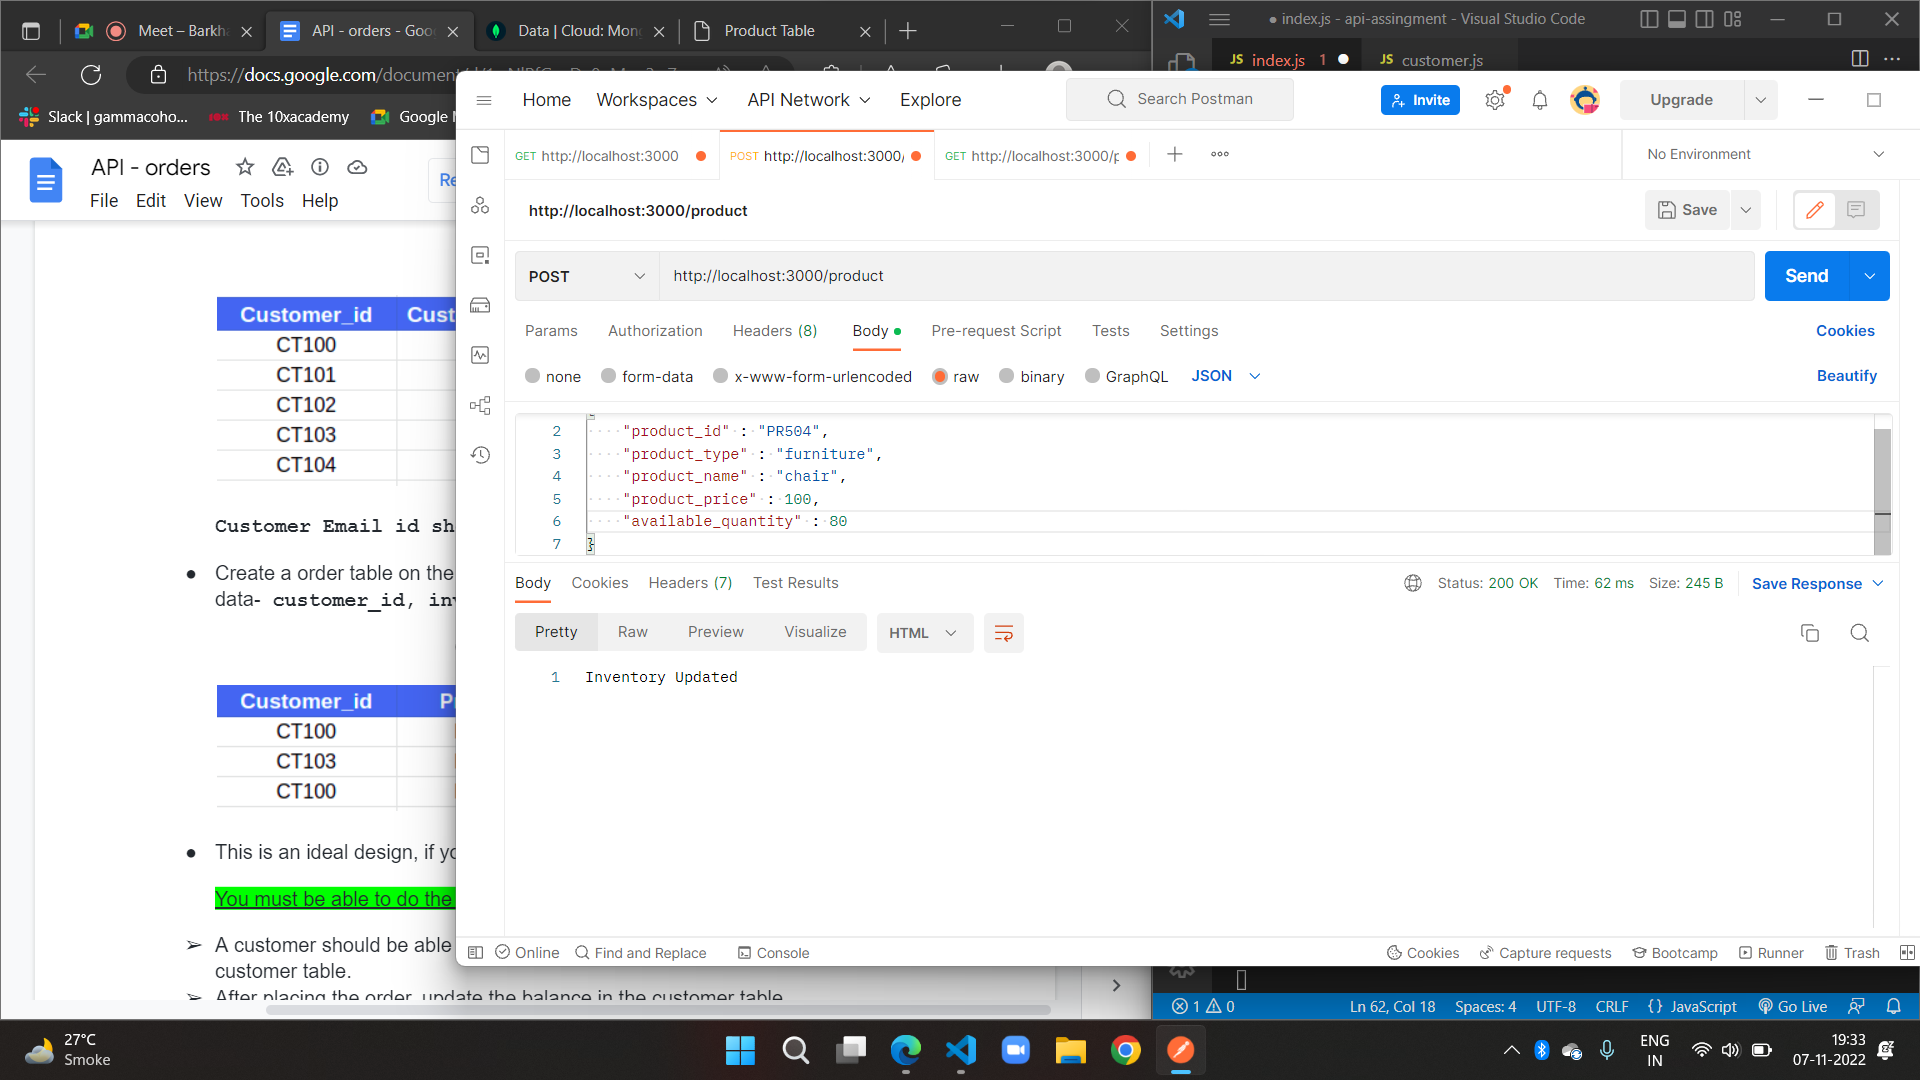 Meet – Barkha
API - orders - Goo
Data | Cloud: Mon
Product Table
index.js - api-assingment - Visual Studio Code
https://docs.google.com/document
JS index.js 1
JS customer.js
Slack | gammacoho...
The 10xacademy
Google M
Home
Workspaces
API Network
Explore
Search Postman
Invite
Upgrade
GET http://localhost:3000
POST http://localhost:3000/
GET http://localhost:3000/p
No Environment
API - orders
File Edit View Tools Help
Re
http://localhost:3000/product
Save
POST
http://localhost:3000/product
Send
Params Authorization Headers (8) Body Pre-request Script Tests Settings
Cookies
none form-data x-www-form-urlencoded raw binary GraphQL JSON
Beautify
2 "product_id" : "PR504",
3 "product_type" : "furniture",
4 "product_name" : "chair",
5 "product_price" : 100,
6 "available_quantity" : 80
7 }
Body Cookies Headers (7) Test Results
Status: 200 OK Time: 62 ms Size: 245 B Save Response
Pretty Raw Preview Visualize HTML
1 Inventory Updated
Customer_id Cust
CT100
CT101
CT102
CT103
CT104
Customer Email id sh
● Create a order table on the
data- customer_id, inv
Customer_id P
CT100
CT103
CT100
● This is an ideal design, if yo
You must be able to do the
➢ A customer should be able
customer table.
➢ After placing the order, update the balance in the customer table
Online Find and Replace Console
Cookies Capture requests Bootcamp Runner Trash
1 0
Ln 62, Col 18 Spaces: 4 UTF-8 CRLF {} JavaScript Go Live
27°C
Smoke
ENG
IN
19:33
07-11-2022